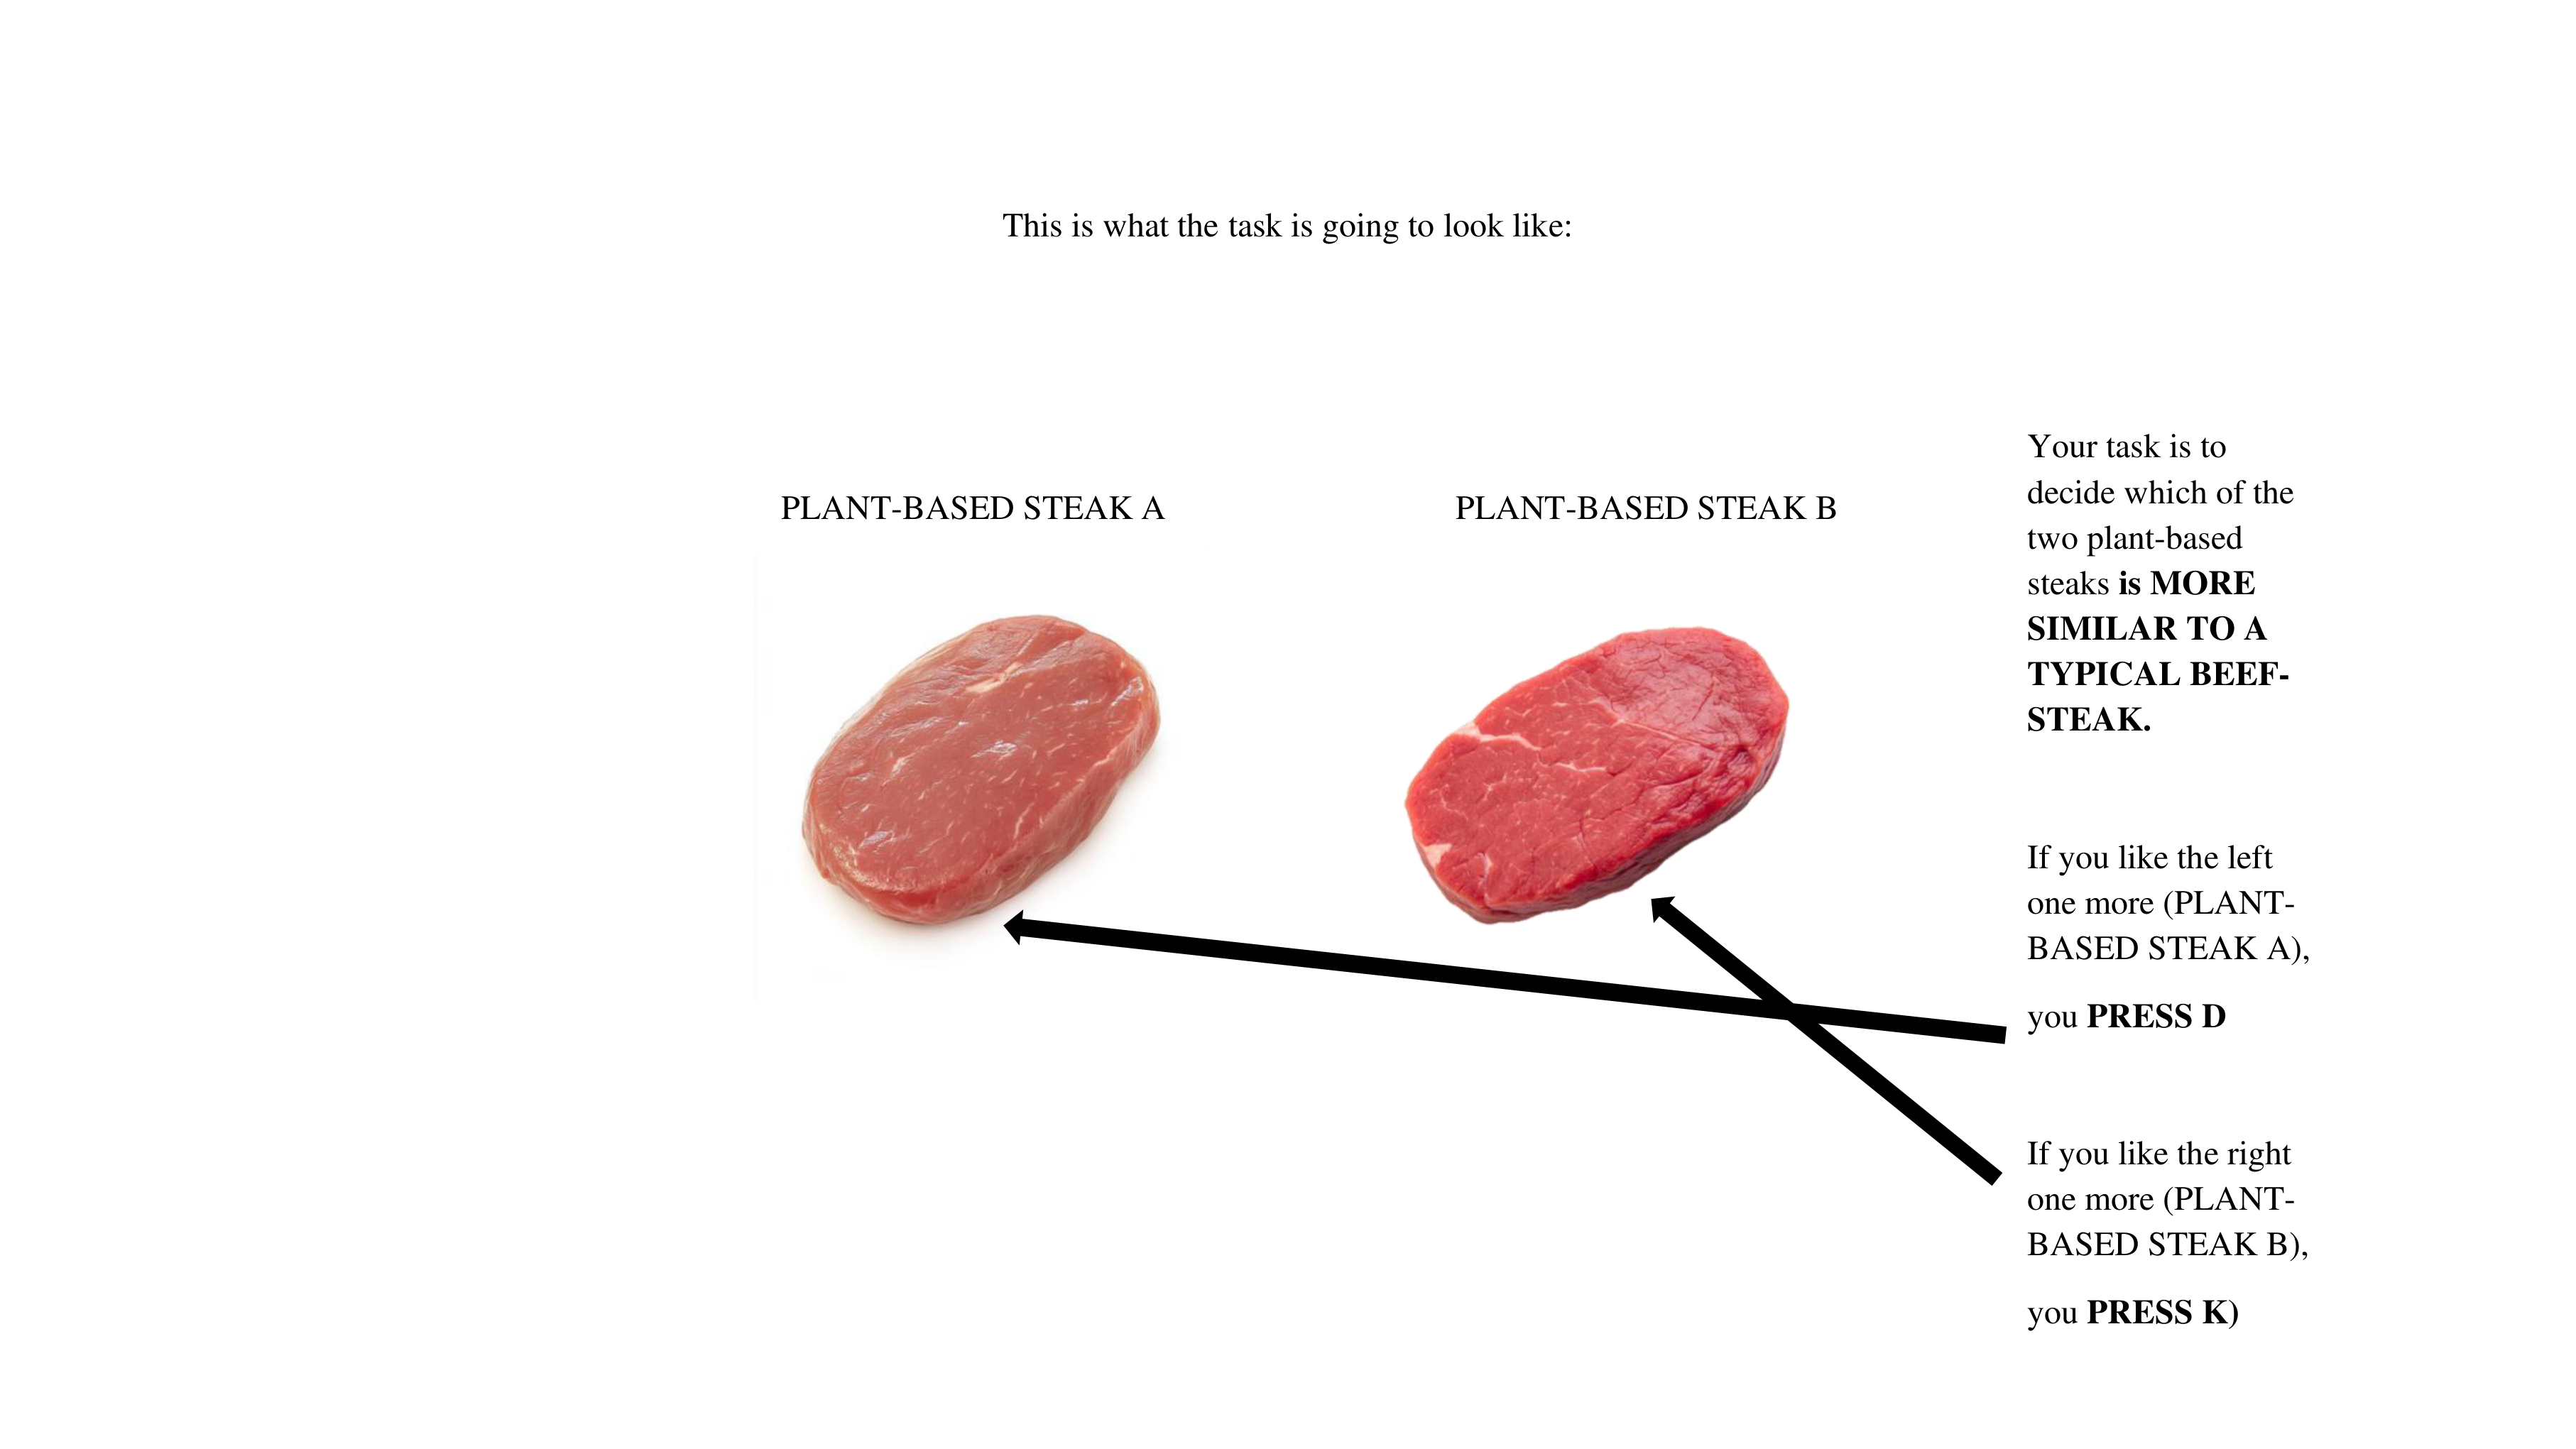 This is what the task is going to look like:
PLANT-BASED STEAK A
PLANT-BASED STEAK B
Your task is to
decide which of the
two plant-based
steaks is MORE
SIMILAR TO A
TYPICAL BEEF-
STEAK.
If you like the left
one more (PLANT-
BASED STEAK A),
you PRESS D
If you like the right
one more (PLANT-
BASED STEAK B),
you PRESS K)